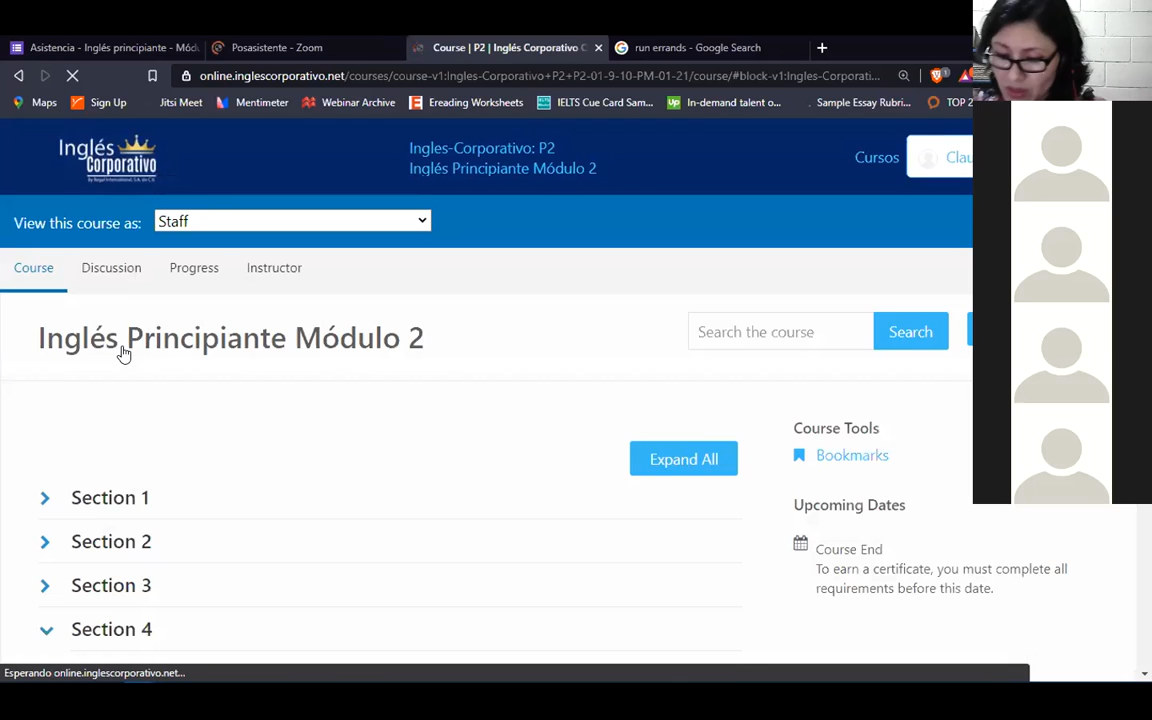 Asistencia - Inglés principiante - Módu
Posasistente - Zoom
Course | P2 | Inglés Corporativo C
run errands - Google Search
online.inglescorporativo.net/courses/course-v1:Ingles-Corporativo+P2+P2-01-9-10-PM-01-21/course/#block-v1:Ingles-Corporati...
Maps
Sign Up
Jitsi Meet
Mentimeter
Webinar Archive
Ereading Worksheets
IELTS Cue Card Sam...
In-demand talent o...
Sample Essay Rubri...
TOP 2
Inglés
Corporativo
Ingles-Corporativo: P2
Inglés Principiante Módulo 2
Cursos
Clau
View this course as:
Staff
Course
Discussion
Progress
Instructor
Inglés Principiante Módulo 2
Search the course
Search
Expand All
Section 1
Section 2
Section 3
Section 4
Course Tools
Bookmarks
Upcoming Dates
Course End
To earn a certificate, you must complete all
requirements before this date.
Esperando online.inglescorporativo.net...